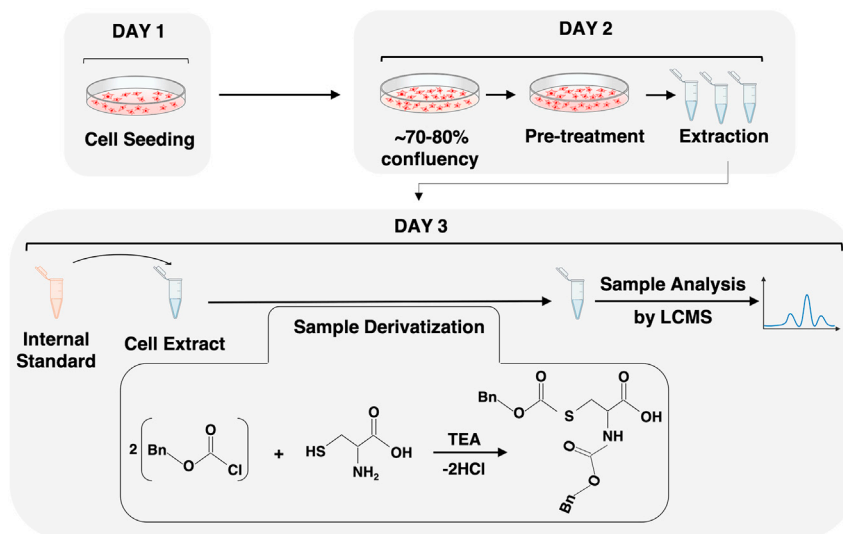 DAY 1
Cell Seeding
DAY 2
~70-80%
confluency
Pre-treatment
Extraction
DAY 3
Internal
Standard
Cell Extract
Sample Derivatization
Sample Analysis
by LCMS
2
Bn
O
O
Cl
+
HS
O
OH
NH₂
TEA
-2HCl
Bn
O
O
S
O
OH
NH
O
O
Bn